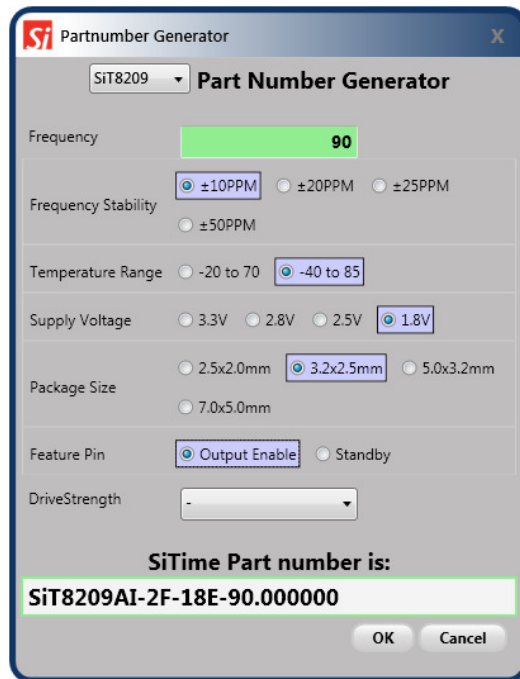 Si Partnumber Generator X
SiT8209 Part Number Generator
Frequency 90
Frequency Stability ±10PPM ±20PPM ±25PPM
±50PPM
Temperature Range -20 to 70 -40 to 85
Supply Voltage 3.3V 2.8V 2.5V 1.8V
Package Size 2.5x2.0mm 3.2x2.5mm 5.0x3.2mm
7.0x5.0mm
Feature Pin Output Enable Standby
DriveStrength -
SiTime Part number is:
SiT8209AI-2F-18E-90.000000
OK Cancel